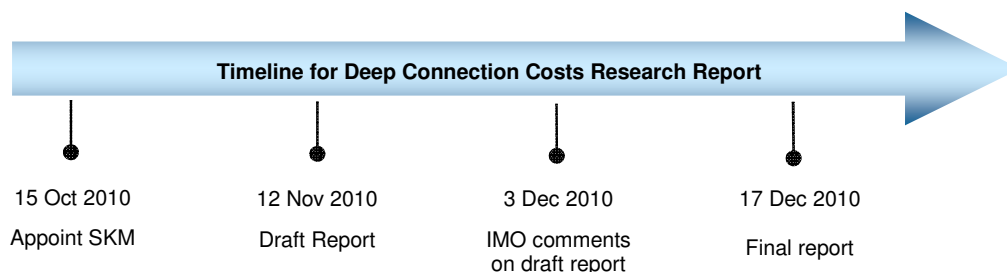 Timeline for Deep Connection Costs Research Report
15 Oct 2010
Appoint SKM
12 Nov 2010
Draft Report
3 Dec 2010
IMO comments
on draft report
17 Dec 2010
Final report